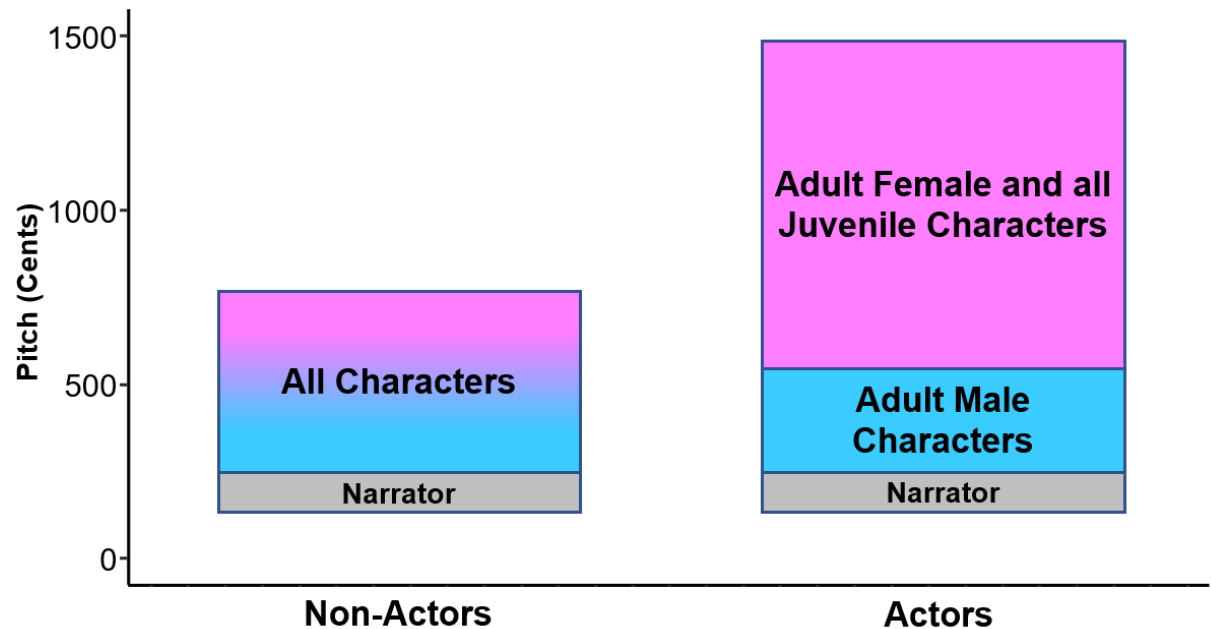 1500
1000
500
0
Pitch (Cents)
All Characters
Narrator
Adult Female and all
Juvenile Characters
Adult Male
Characters
Narrator
Non-Actors
Actors